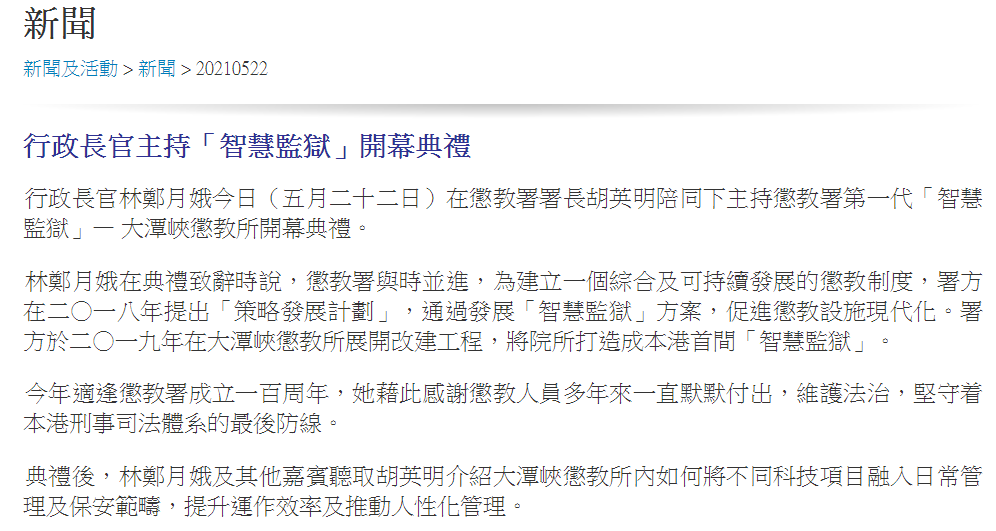 新聞
新聞及活動 > 新聞 > 20210522
行政長官主持「智慧監獄」開幕典禮
行政長官林鄭月娥今日（五月二十二日）在懲教署署長胡英明陪同下主持懲教署第一代「智慧
監獄」— 大潭峽懲教所開幕典禮。
林鄭月娥在典禮致辭時說，懲教署與時並進，為建立一個綜合及可持續發展的懲教制度，署方
在二○一八年提出「策略發展計劃」，通過發展「智慧監獄」方案，促進懲教設施現代化。署
方於二○一九年在大潭峽懲教所展開改建工程，將院所打造成本港首間「智慧監獄」。
今年適逢懲教署成立一百周年，她藉此感謝懲教人員多年來一直默默付出，維護法治，堅守着
本港刑事司法體系的最後防線。
典禮後，林鄭月娥及其他嘉賓聽取胡英明介紹大潭峽懲教所內如何將不同科技項目融入日常管
理及保安範疇，提升運作效率及推動人性化管理。